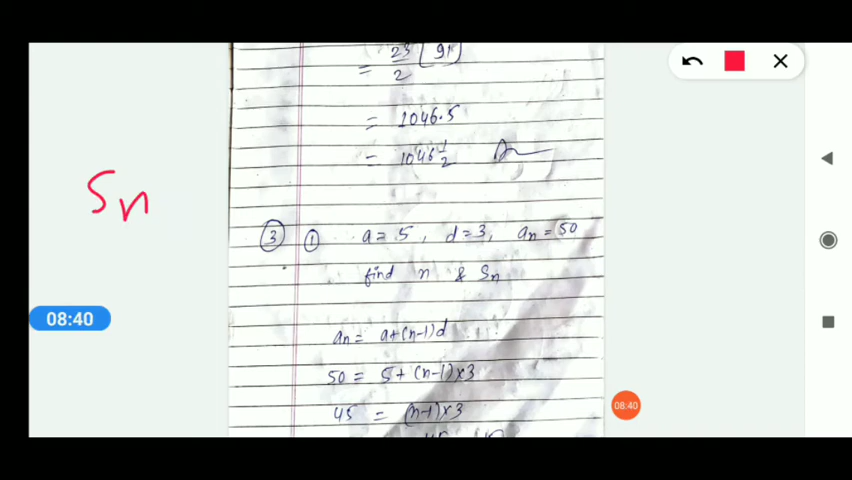 = 23/2 [91]
= 1046.5
= 1046 1/2
Sn
③ ① a = 5, d = 3, an = 50
find n & Sn
08:40
an = a+(n-1)d
50 = 5+(n-1)×3
08:40
45 = (n-1)×3